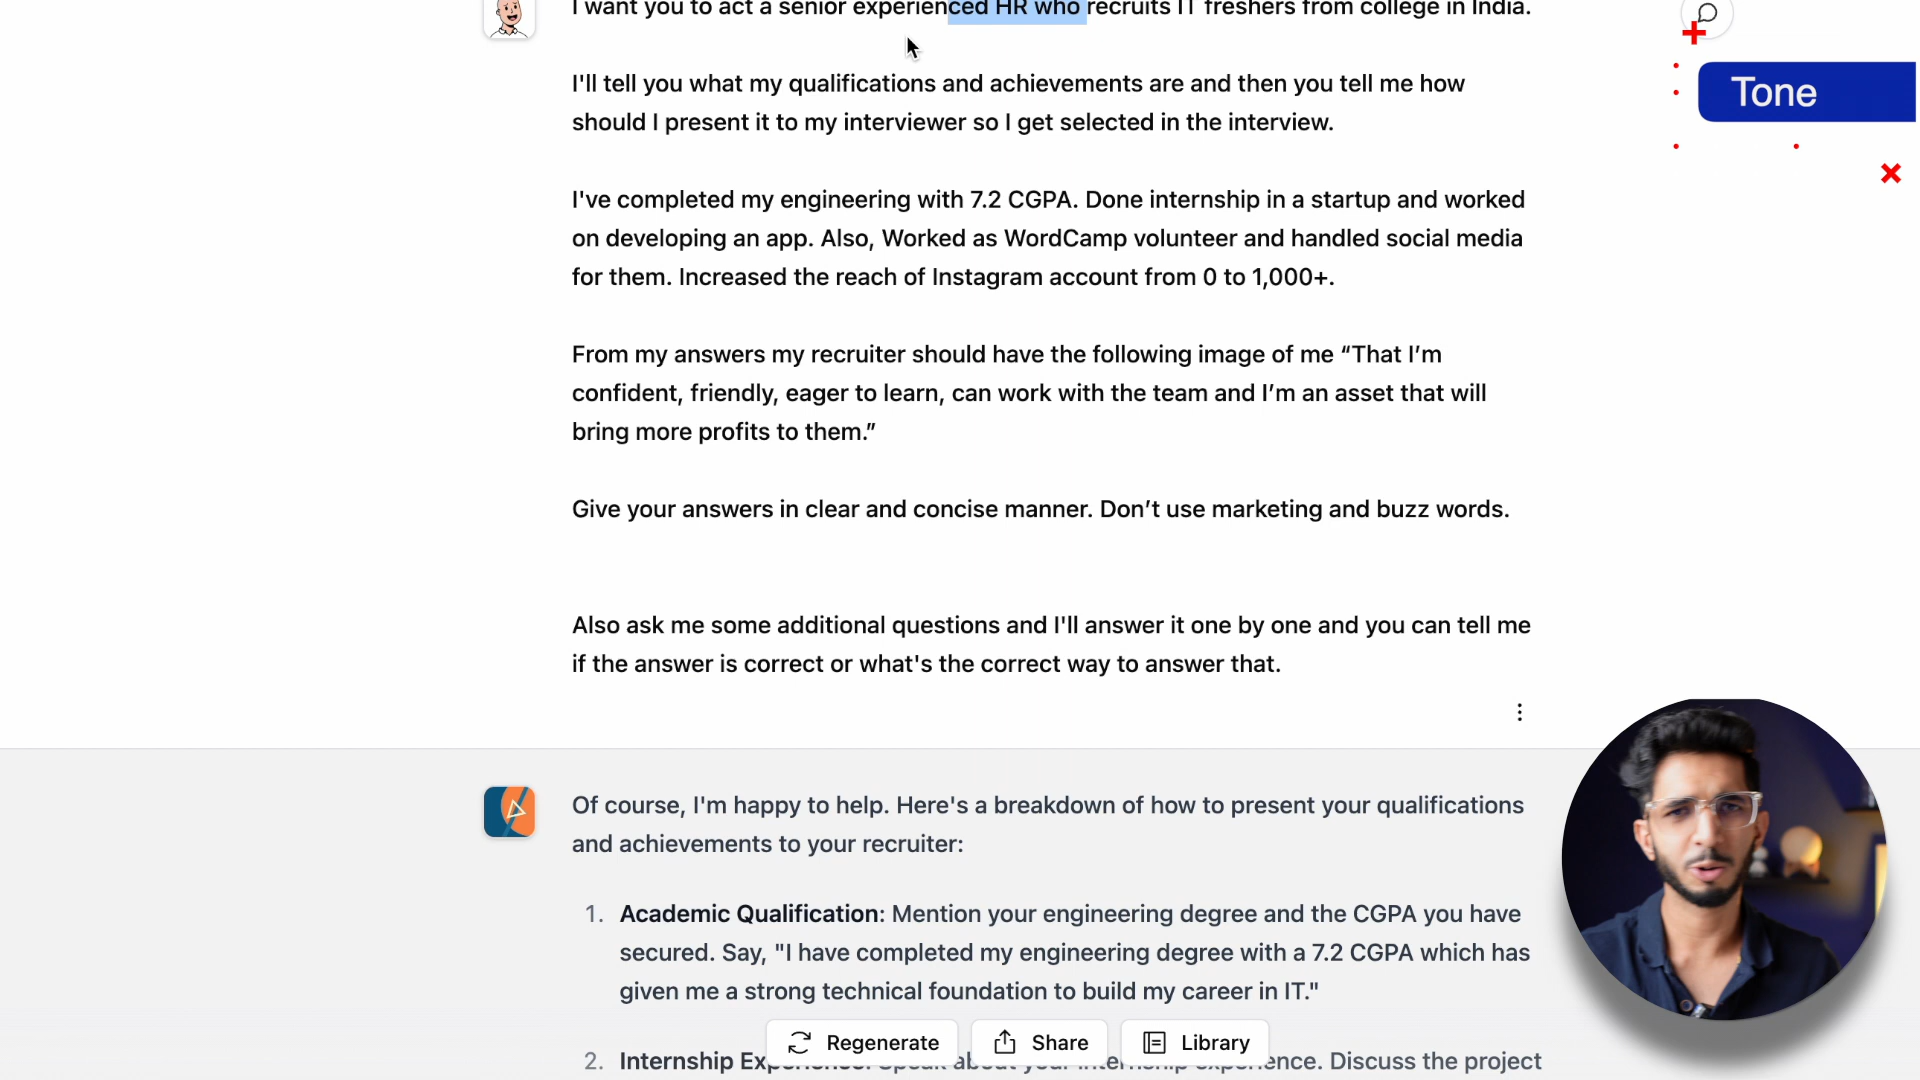 I want you to act a senior experienced HR who recruits IT freshers from college in India.
Tone
I'll tell you what my qualifications and achievements are and then you tell me how
should I present it to my interviewer so I get selected in the interview.
I've completed my engineering with 7.2 CGPA. Done internship in a startup and worked
on developing an app. Also, Worked as WordCamp volunteer and handled social media
for them. Increased the reach of Instagram account from 0 to 1,000+.
From my answers my recruiter should have the following image of me “That I’m
confident, friendly, eager to learn, can work with the team and I’m an asset that will
bring more profits to them.”
Give your answers in clear and concise manner. Don’t use marketing and buzz words.
Also ask me some additional questions and I'll answer it one by one and you can tell me
if the answer is correct or what's the correct way to answer that.
Of course, I'm happy to help. Here's a breakdown of how to present your qualifications
and achievements to your recruiter:
1. Academic Qualification: Mention your engineering degree and the CGPA you have
secured. Say, "I have completed my engineering degree with a 7.2 CGPA which has
given me a strong technical foundation to build my career in IT."
Regenerate Share Library
2. Internship Discuss the project